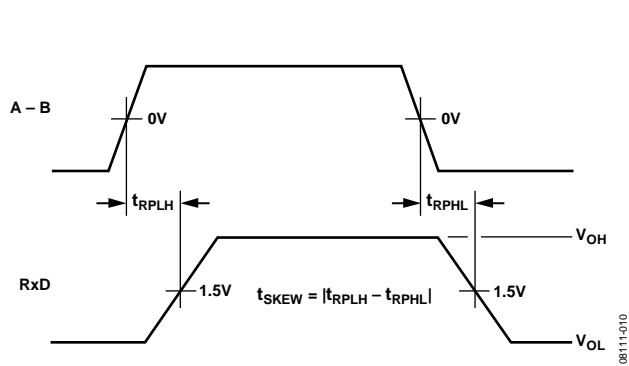 A – B
0V
0V
tRPLH
tRPHL
VOH
RxD
1.5V
tSKEW = |tRPLH – tRPHL|
1.5V
VOL
08111-010